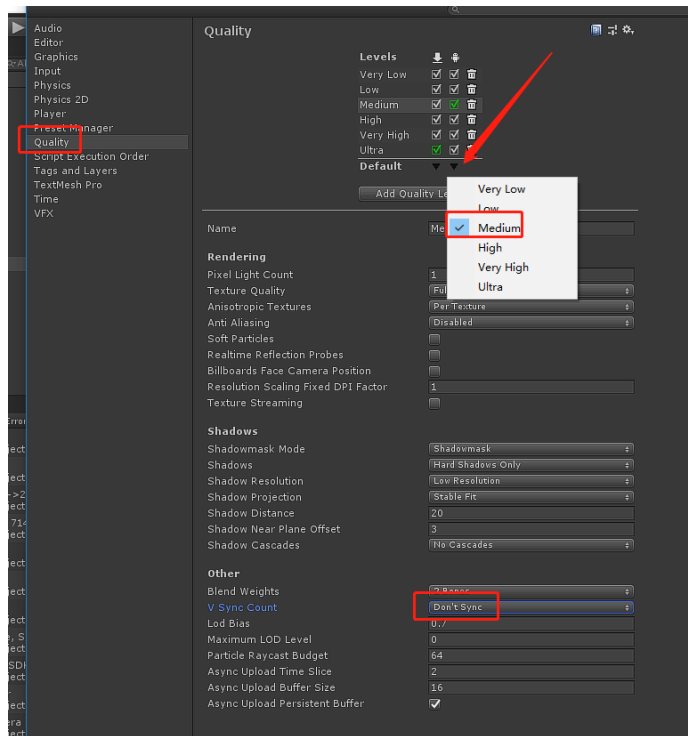 Audio
Editor
Graphics
Input
Physics
Physics 2D
Player
Preset Manager
Quality
Script Execution Order
Tags and Layers
TextMesh Pro
Time
VFX
Quality
Levels
Very Low
Low
Medium
High
Very High
Ultra
Default
Add Quality Le
Very Low
Low
Medium
High
Very High
Ultra
Name Me
Rendering
Pixel Light Count 1
Texture Quality Ful
Anisotropic Textures Per Texture
Anti Aliasing Disabled
Soft Particles
Realtime Reflection Probes
Billboards Face Camera Position
Resolution Scaling Fixed DPI Factor 1
Texture Streaming
Shadows
Shadowmask Mode Shadowmask
Shadows Hard Shadows Only
Shadow Resolution Low Resolution
Shadow Projection Stable Fit
Shadow Distance 20
Shadow Near Plane Offset 3
Shadow Cascades No Cascades
Other
Blend Weights 2 Bones
V Sync Count Don't Sync
Lod Bias 0.7
Maximum LOD Level 0
Particle Raycast Budget 64
Async Upload Time Slice 2
Async Upload Buffer Size 16
Async Upload Persistent Buffer